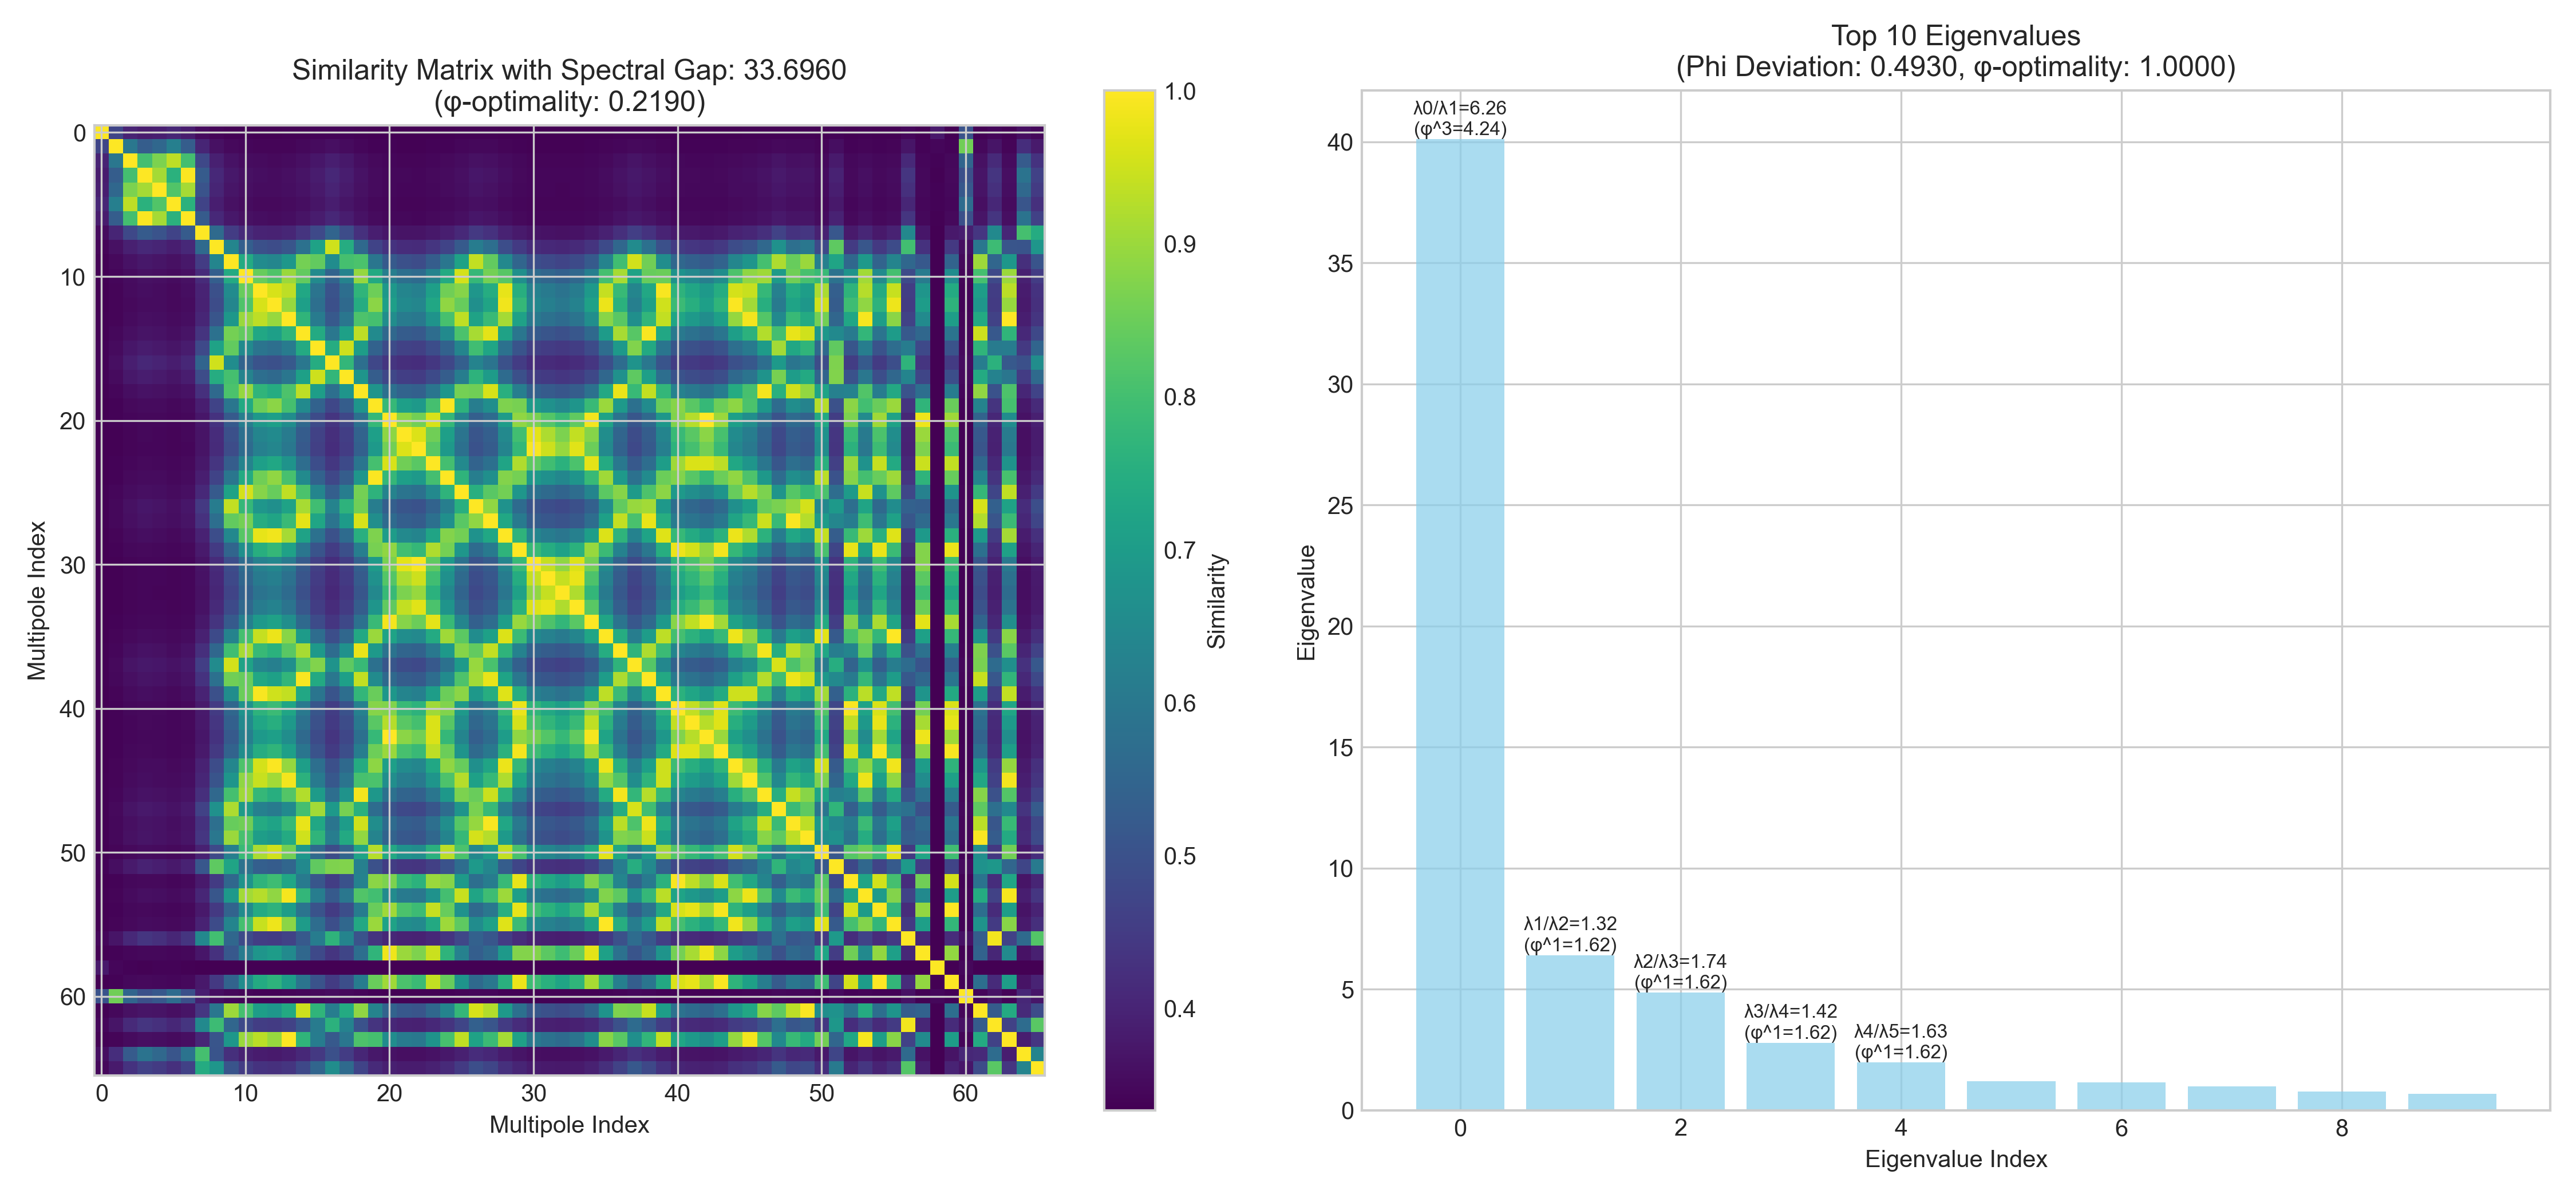 Similarity Matrix with Spectral Gap: 33.6960
(φ-optimality: 0.2190)
0
10
20
30
40
50
60
Multipole Index
0
10
20
30
40
50
60
Multipole Index
1.0
0.9
0.8
0.7
0.6
0.5
0.4
Similarity
Top 10 Eigenvalues
(Phi Deviation: 0.4930, φ-optimality: 1.0000)
40
35
30
25
20
15
10
5
0
Eigenvalue
λ0/λ1=6.26
(φ^3=4.24)
λ1/λ2=1.32
(φ^1=1.62)
λ2/λ3=1.74
(φ^1=1.62)
λ3/λ4=1.42
(φ^1=1.62)
λ4/λ5=1.63
(φ^1=1.62)
0
2
4
6
8
Eigenvalue Index